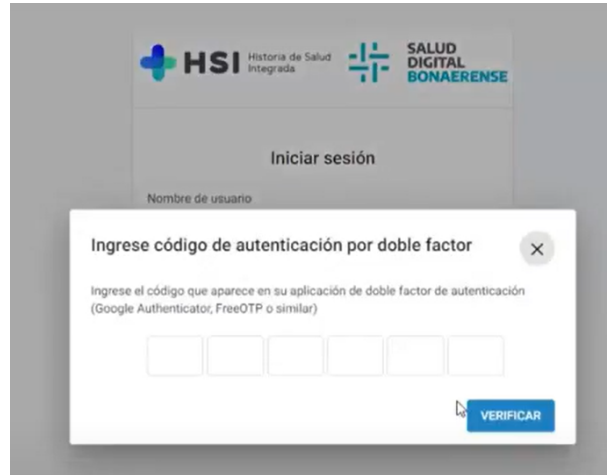 HSI Historia de Salud Integrada
SALUD
DIGITAL
BONAERENSE
Iniciar sesión
Nombre de usuario
Ingrese código de autenticación por doble factor
Ingrese el código que aparece en su aplicación de doble factor de autenticación
(Google Authenticator, FreeOTP o similar)
VERIFICAR